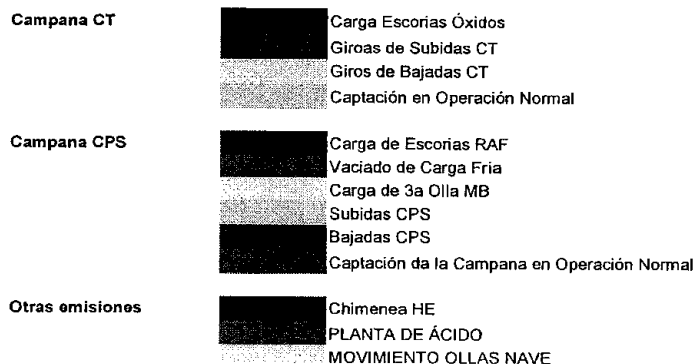 Campana CT
Carga Escorias Óxidos
Giroas de Subidas CT
Giros de Bajadas CT
Captación en Operación Normal
Campana CPS
Carga de Escorias RAF
Vaciado de Carga Fria
Carga de 3a Olla MB
Subidas CPS
Bajadas CPS
Captación da la Campana en Operación Normal
Otras emisiones
Chimenea HE
PLANTA DE ÁCIDO
MOVIMIENTO OLLAS NAVE